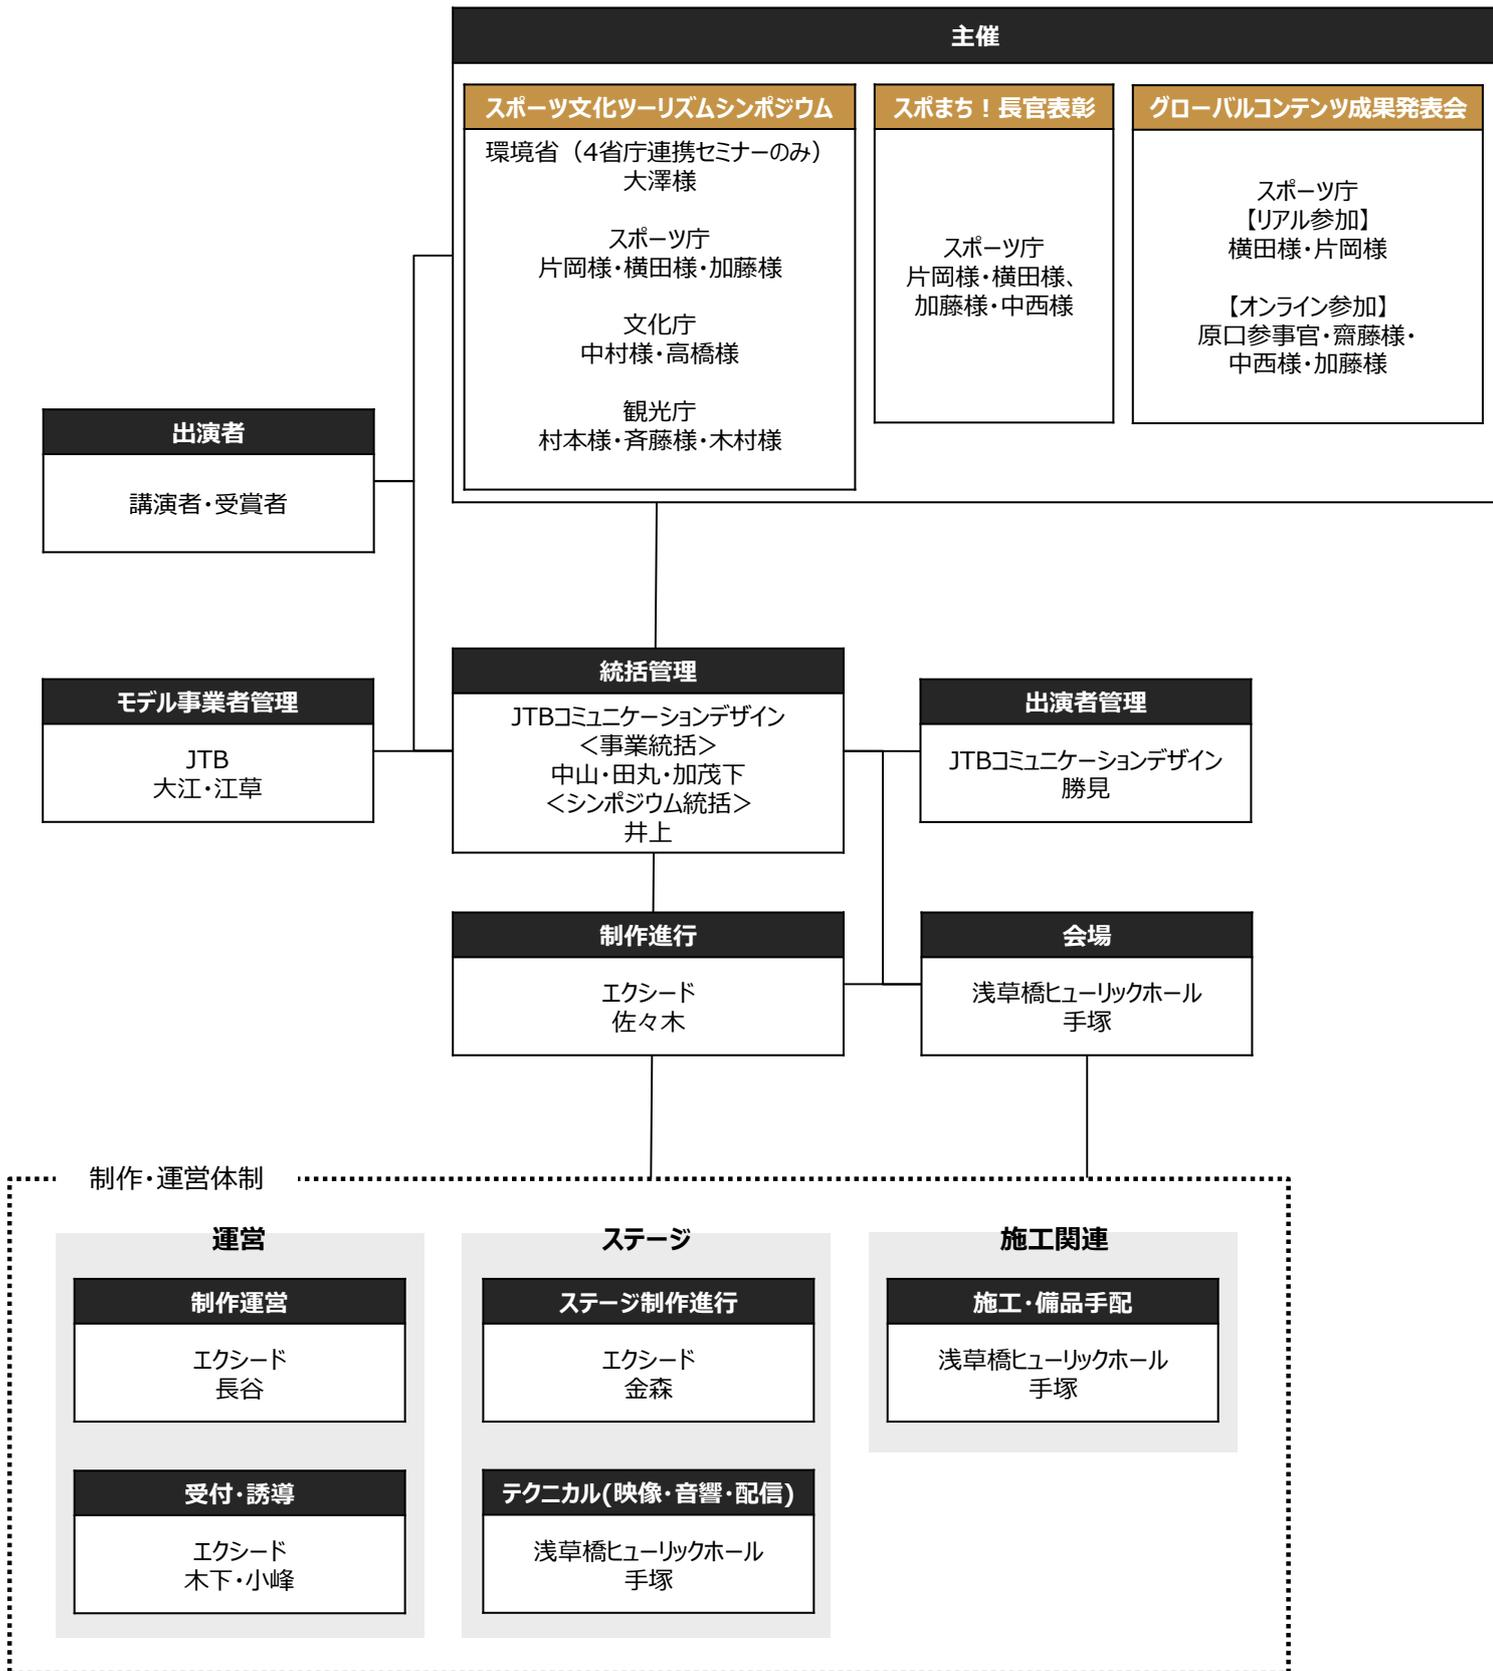 主催
スポーツ文化ツーリズムシンポジウム
環境省（4省庁連携セミナーのみ）
大澤様
スポーツ庁
片岡様・横田様・加藤様
文化庁
中村様・高橋様
観光庁
村本様・斉藤様・木村様
スポまち！長官表彰
スポーツ庁
片岡様・横田様、
加藤様・中西様
グローバルコンテンツ成果発表会
スポーツ庁
【リアル参加】
横田様・片岡様
【オンライン参加】
原口参事官・齋藤様・
中西様・加藤様
出演者
講演者・受賞者
モデル事業者管理
JTB
大江・江草
統括管理
JTBコミュニケーションデザイン
＜事業統括＞
中山・田丸・加茂下
＜シンポジウム統括＞
井上
出演者管理
JTBコミュニケーションデザイン
勝見
制作進行
エクシード
佐々木
会場
浅草橋ヒューリックホール
手塚
制作・運営体制
運営
制作運営
エクシード
長谷
受付・誘導
エクシード
木下・小峰
ステージ
ステージ制作進行
エクシード
金森
テクニカル(映像・音響・配信)
浅草橋ヒューリックホール
手塚
施工関連
施工・備品手配
浅草橋ヒューリックホール
手塚